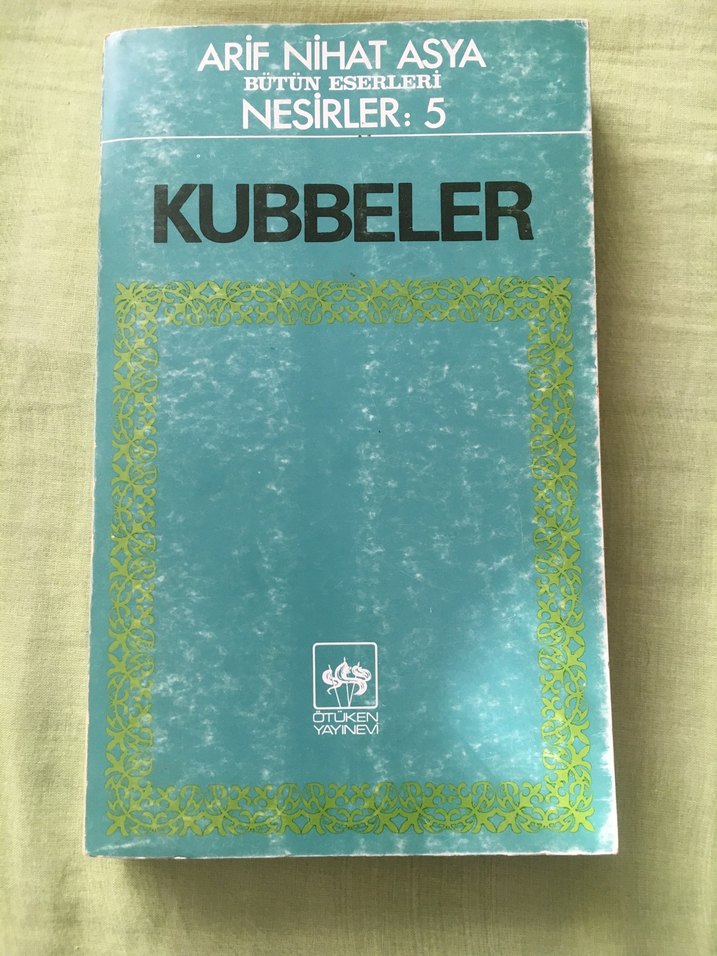 ARİF NİHAT ASYA
BÜTÜN ESERLERİ
NESİRLER: 5
KUBBELER
ÖTÜKEN
YAYINEVİ